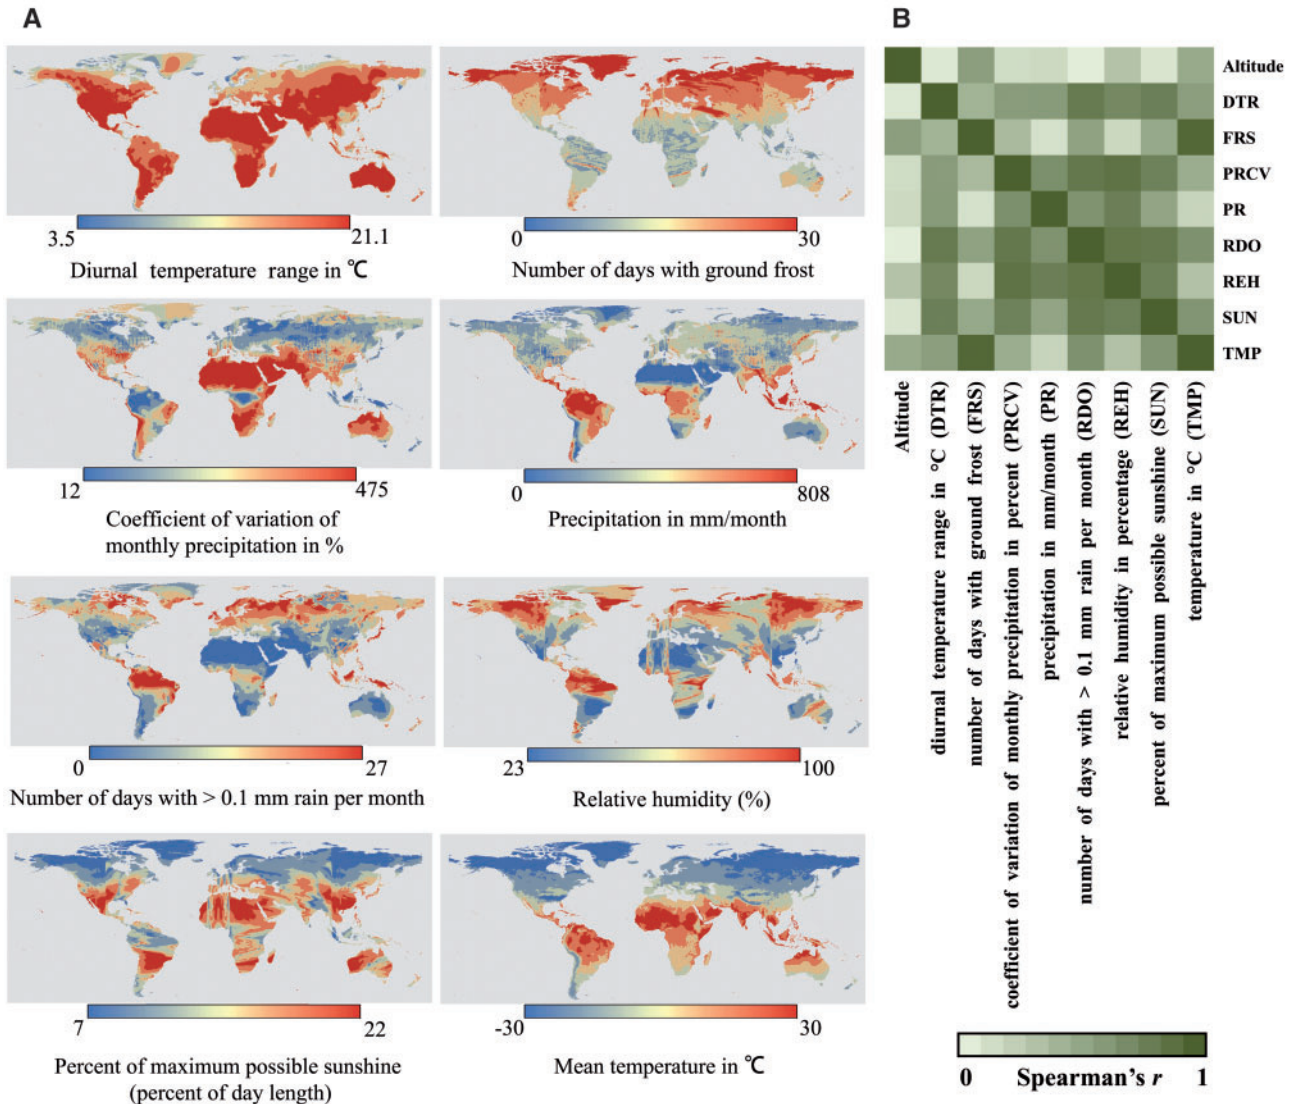 A
3.5 21.1
Diurnal temperature range in ℃
0 30
Number of days with ground frost
12 475
Coefficient of variation of
monthly precipitation in %
0 808
Precipitation in mm/month
0 27
Number of days with > 0.1 mm rain per month
23 100
Relative humidity (%)
7 22
Percent of maximum possible sunshine
(percent of day length)
-30 30
Mean temperature in ℃
B
Altitude
DTR
FRS
PRCV
PR
RDO
REH
SUN
TMP
Altitude
diurnal temperature range in °C (DTR)
number of days with ground frost (FRS)
coefficient of variation of monthly precipitation in percent (PRCV)
precipitation in mm/month (PR)
number of days with > 0.1 mm rain per month (RDO)
relative humidity in percentage (REH)
percent of maximum possible sunshine (SUN)
temperature in °C (TMP)
0 Spearman's r 1